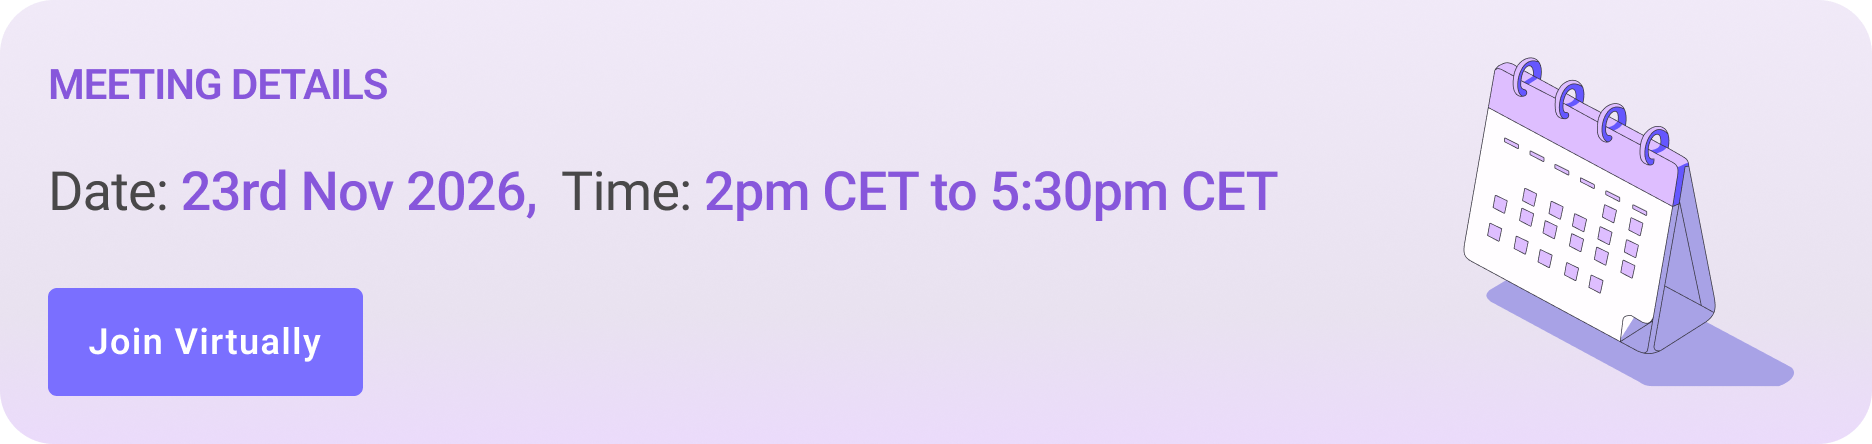 MEETING DETAILS
Date: 23rd Nov 2026, Time: 2pm CET to 5:30pm CET
Join Virtually